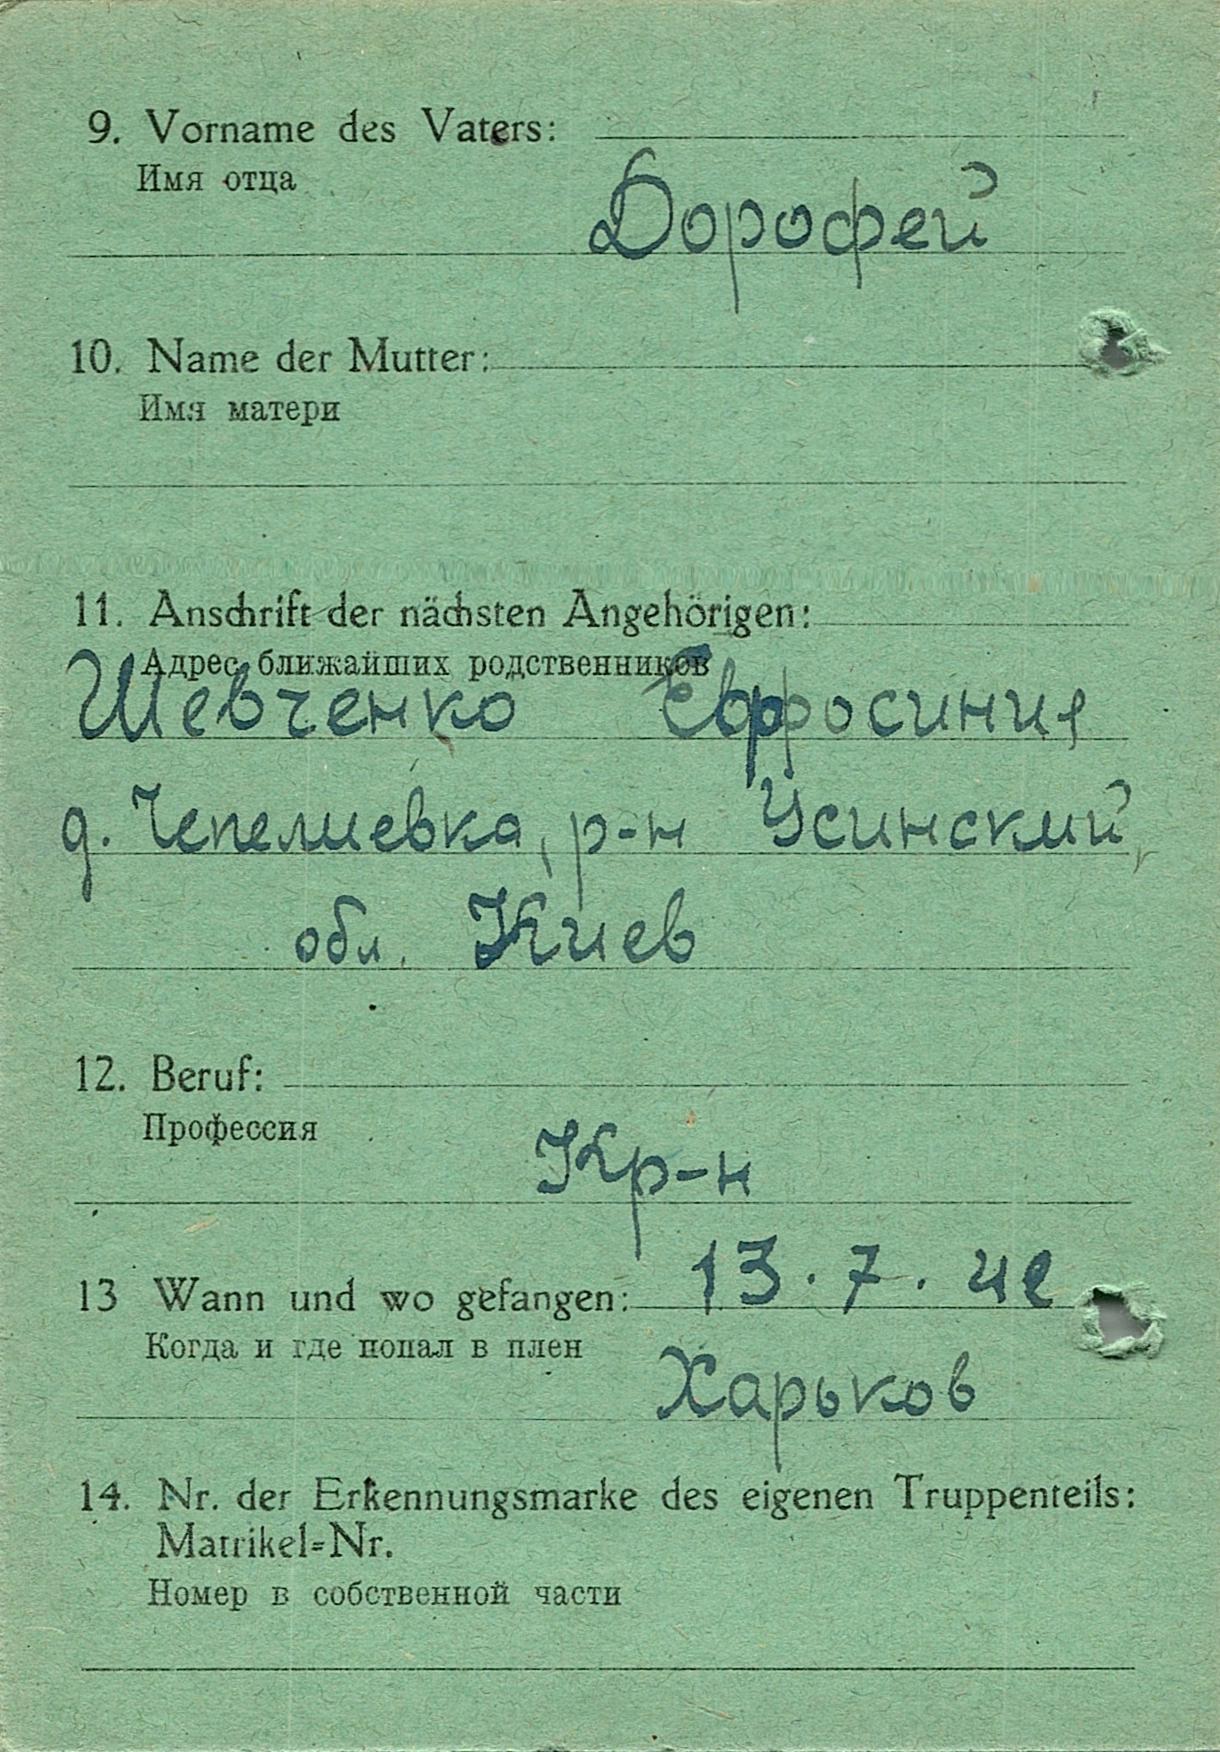 9. Vorname des Vaters:
Имя отца
Дорофей
10. Name der Mutter:
Имя матери
11. Anschrift der nächsten Angehörigen:
Адрес ближайших родственников
Шевченко Евфросиния
д. Чепелиевка, р-н Усинский,
обл. Киев
12. Beruf:
Профессия
Кр-н
13 Wann und wo gefangen: 13.7.42
Когда и где попал в плен
Харьков
14. Nr. der Erkennungsmarke des eigenen Truppenteils:
Matrikel=Nr.
Номер в собственной части